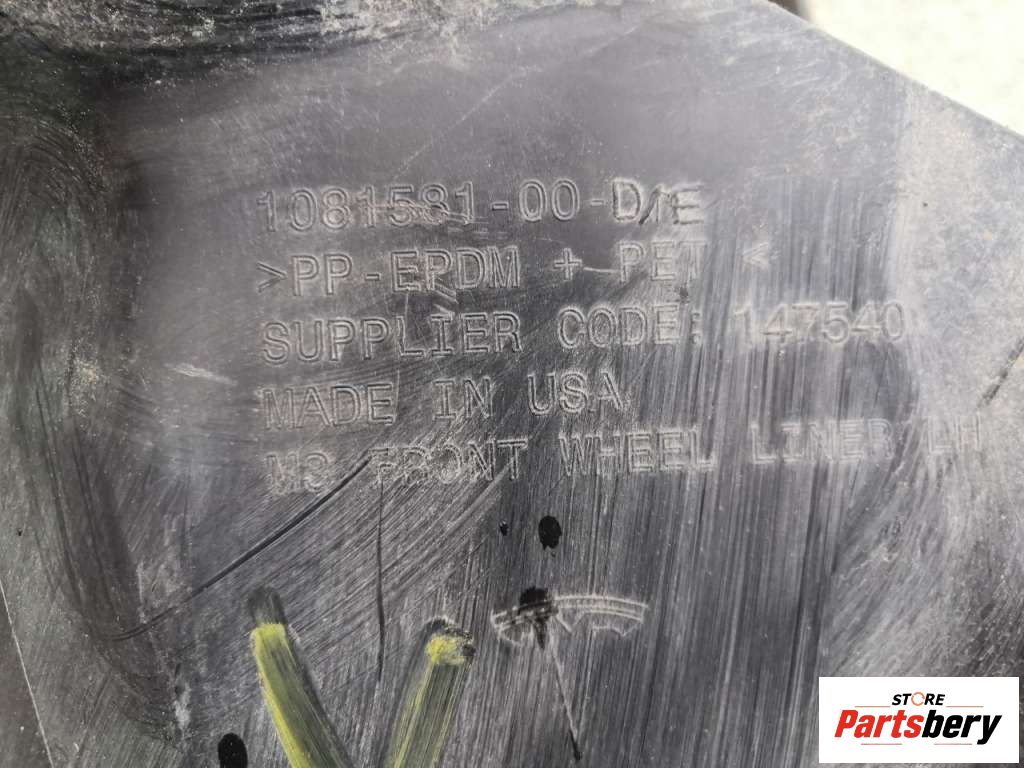 1081581-00-D/E
>PP-EPDM + PET <
SUPPLIER CODE: 147540
MADE IN USA
M3 FRONT WHEEL LINER LH
STORE
Partsbery